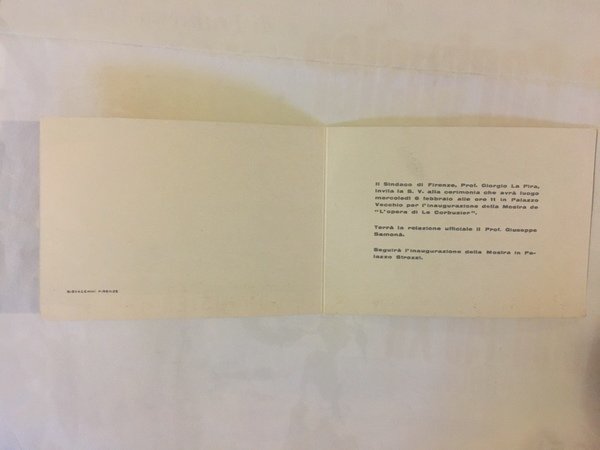 Il Sindaco di Firenze, Prof. Giorgio La Pira,
invita la S. V. alla cerimonia che avrà luogo
mercoledì 6 febbraio alle ore 11 in Palazzo
Vecchio per l'inaugurazione della Mostra de
"L'opera di Le Corbusier".
Terrà la relazione ufficiale il Prof. Giuseppe
Samonà.
Seguirà l'inaugurazione della Mostra in Pa-
lazzo Strozzi.
FIRENZE